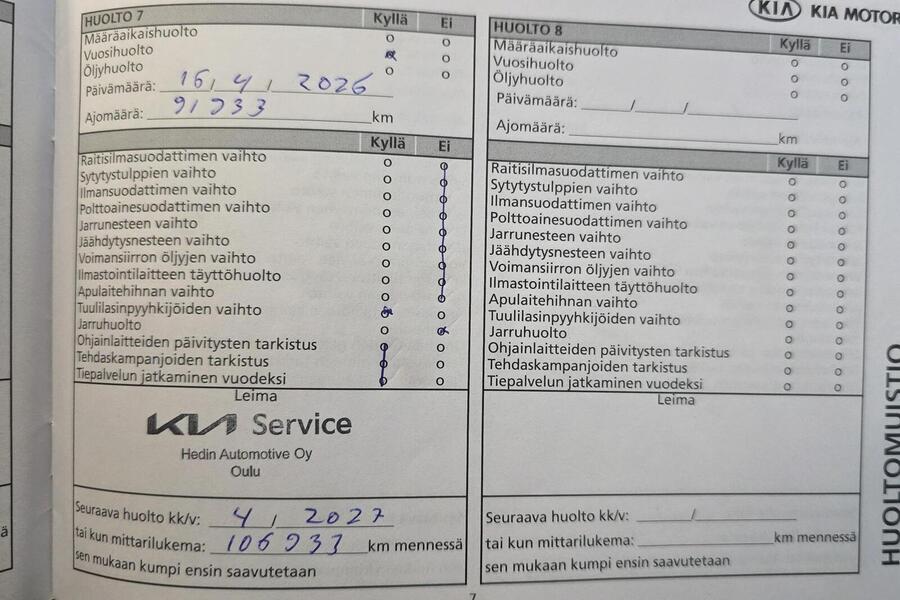 KIA KIA MOTOR
HUOLTO 7 Kyllä Ei
Määräaikaishuolto
Vuosihuolto
Öljyhuolto
Päivämäärä: 16 / 4 / 2026
Ajomäärä: 91933 km
Kyllä Ei
Raitisilmasuodattimen vaihto
Sytytystulppien vaihto
Ilmansuodattimen vaihto
Polttoainesuodattimen vaihto
Jarrunesteen vaihto
Jäähdytysnesteen vaihto
Voimansiirron öljyjen vaihto
Ilmastointilaitteen täyttöhuolto
Apulaitehihnan vaihto
Tuulilasinpyyhkijöiden vaihto
Jarruhuolto
Ohjainlaitteiden päivitysten tarkistus
Tehdaskampanjoiden tarkistus
Tiepalvelun jatkaminen vuodeksi
Leima
KIA Service
Hedin Automotive Oy
Oulu
Seuraava huolto kk/v: 4 / 2027
tai kun mittarilukema: 106933 km mennessä
sen mukaan kumpi ensin saavutetaan
HUOLTO 8 Kyllä Ei
Määräaikaishuolto
Vuosihuolto
Öljyhuolto
Päivämäärä: / /
Ajomäärä: km
Kyllä Ei
Raitisilmasuodattimen vaihto
Sytytystulppien vaihto
Ilmansuodattimen vaihto
Polttoainesuodattimen vaihto
Jarrunesteen vaihto
Jäähdytysnesteen vaihto
Voimansiirron öljyjen vaihto
Ilmastointilaitteen täyttöhuolto
Apulaitehihnan vaihto
Tuulilasinpyyhkijöiden vaihto
Jarruhuolto
Ohjainlaitteiden päivitysten tarkistus
Tehdaskampanjoiden tarkistus
Tiepalvelun jatkaminen vuodeksi
Leima
Seuraava huolto kk/v: /
tai kun mittarilukema: km mennessä
sen mukaan kumpi ensin saavutetaan
HUOLTOMUISTIO
7